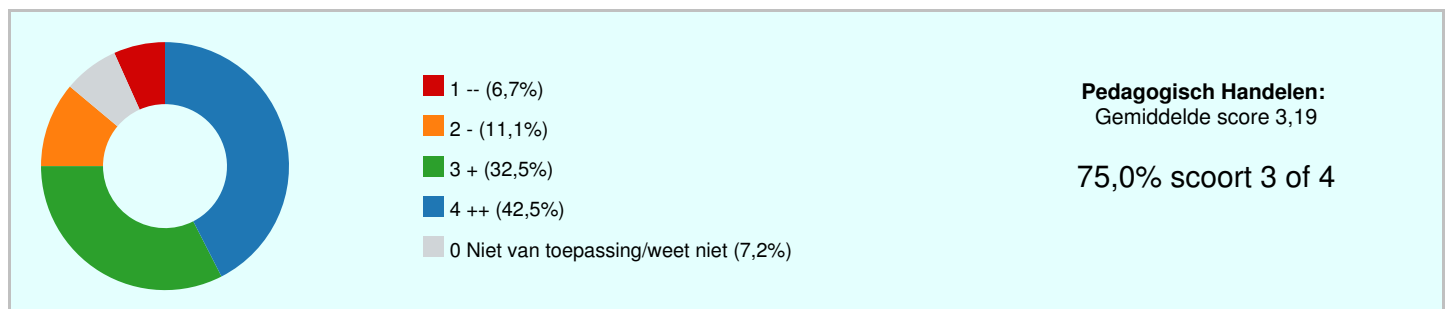 1 -- (6,7%)
2 - (11,1%)
3 + (32,5%)
4 ++ (42,5%)
0 Niet van toepassing/weet niet (7,2%)
Pedagogisch Handelen:
Gemiddelde score 3,19
75,0% scoort 3 of 4